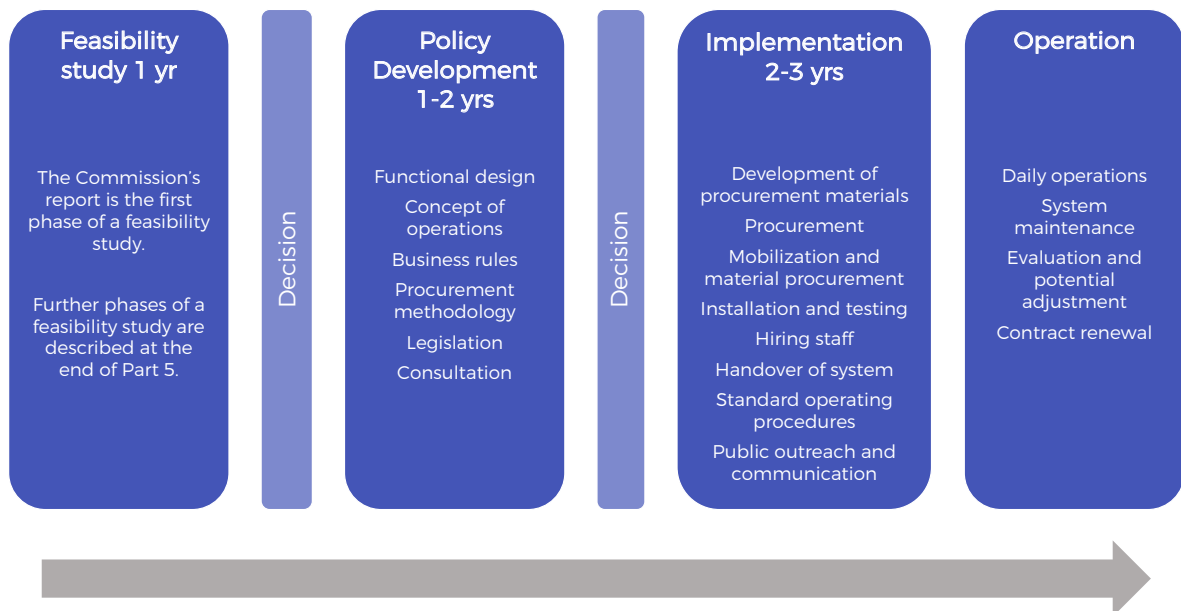 Feasibility
study 1 yr
The Commission's
report is the first
phase of a feasibility
study.
Further phases of a
feasibility study are
described at the
end of Part 5.
Decision
Policy
Development
1-2 yrs
Functional design
Concept of
operations
Business rules
Procurement
methodology
Legislation
Consultation
Decision
Implementation
2-3 yrs
Development of
procurement materials
Procurement
Mobilization and
material procurement
Installation and testing
Hiring staff
Handover of system
Standard operating
procedures
Public outreach and
communication
Operation
Daily operations
System
maintenance
Evaluation and
potential
adjustment
Contract renewal